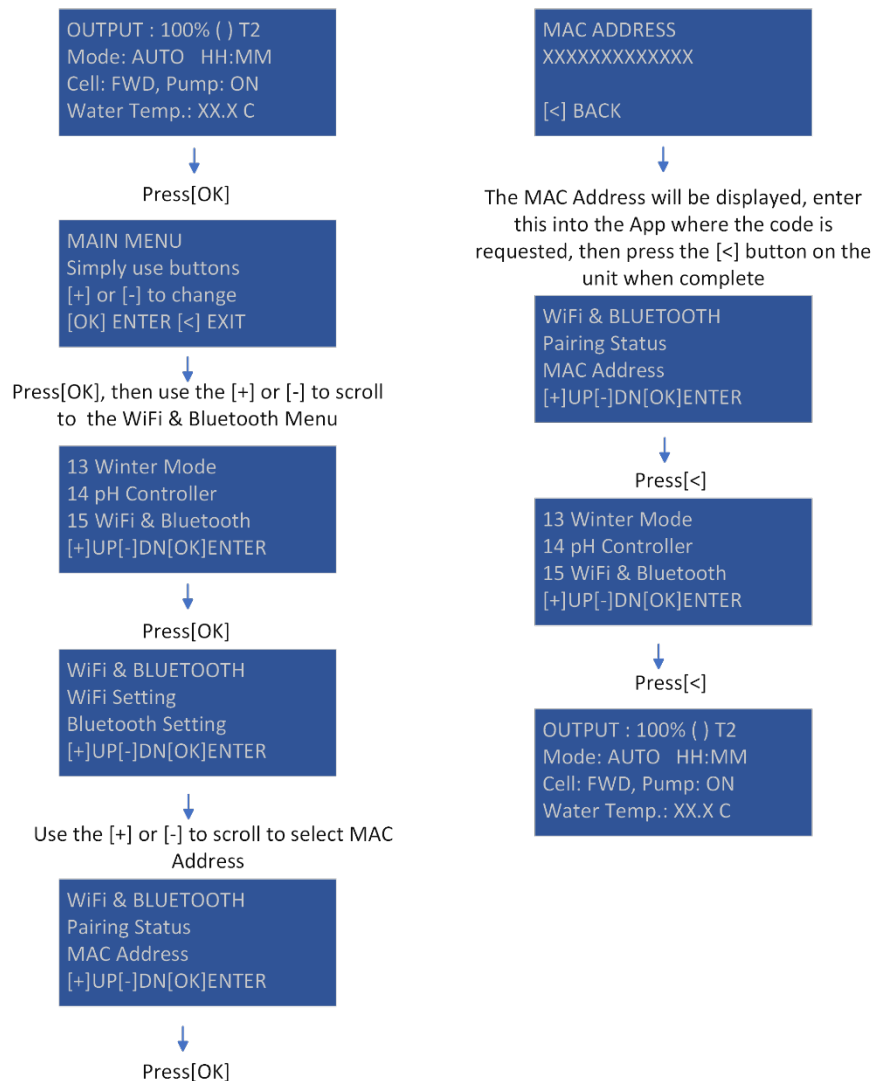 OUTPUT : 100% ( ) T2
Mode: AUTO   HH:MM
Cell: FWD, Pump: ON
Water Temp.: XX.X C
Press[OK]
MAIN MENU
Simply use buttons
[+] or [-] to change
[OK] ENTER [<] EXIT
Press[OK], then use the [+] or [-] to scroll
to  the WiFi & Bluetooth Menu
13 Winter Mode
14 pH Controller
15 WiFi & Bluetooth
[+]UP[-]DN[OK]ENTER
Press[OK]
WiFi & BLUETOOTH
WiFi Setting
Bluetooth Setting
[+]UP[-]DN[OK]ENTER
Use the [+] or [-] to scroll to select MAC
Address
WiFi & BLUETOOTH
Pairing Status
MAC Address
[+]UP[-]DN[OK]ENTER
Press[OK]
MAC ADDRESS
XXXXXXXXXXXXX
[<] BACK
The MAC Address will be displayed, enter
this into the App where the code is
requested, then press the [<] button on the
unit when complete
WiFi & BLUETOOTH
Pairing Status
MAC Address
[+]UP[-]DN[OK]ENTER
Press[<]
13 Winter Mode
14 pH Controller
15 WiFi & Bluetooth
[+]UP[-]DN[OK]ENTER
Press[<]
OUTPUT : 100% ( ) T2
Mode: AUTO   HH:MM
Cell: FWD, Pump: ON
Water Temp.: XX.X C